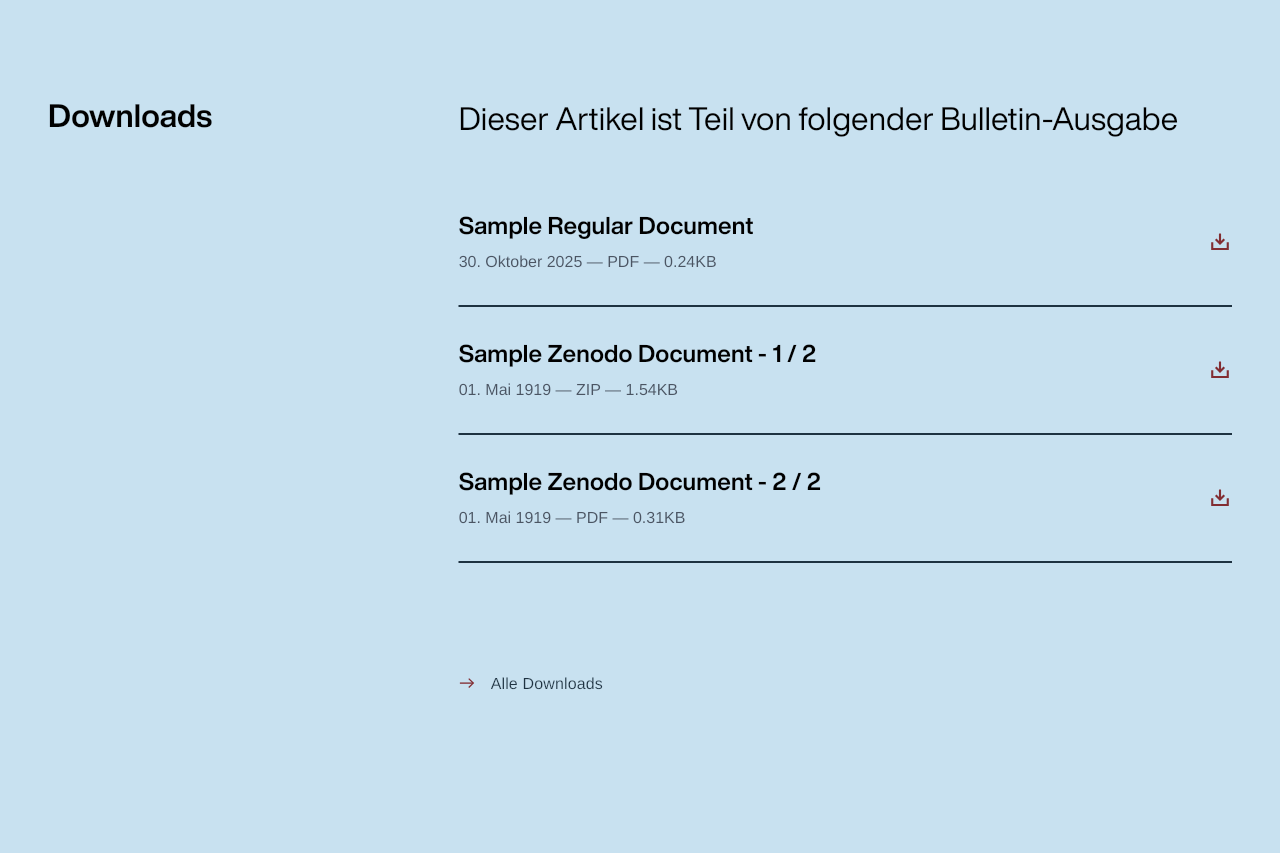 Downloads
Dieser Artikel ist Teil von folgender Bulletin-Ausgabe
Sample Regular Document
30. Oktober 2025 — PDF — 0.24KB
Sample Zenodo Document - 1 / 2
01. Mai 1919 — ZIP — 1.54KB
Sample Zenodo Document - 2 / 2
01. Mai 1919 — PDF — 0.31KB
Alle Downloads